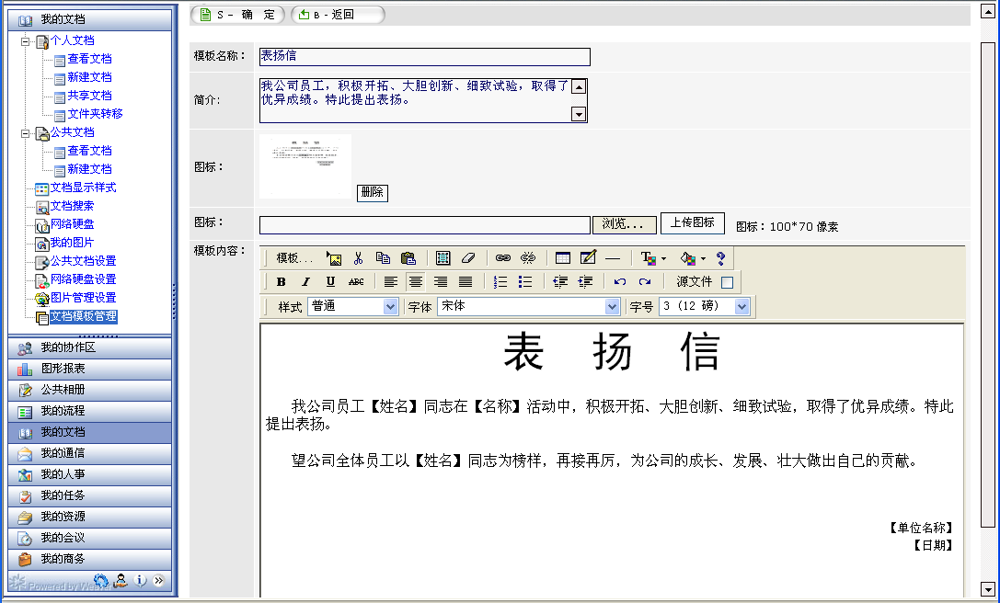 我的文档
个人文档
查看文档
新建文档
共享文档
文件夹转移
公共文档
查看文档
新建文档
文档显示样式
文档搜索
网络硬盘
我的图片
公共文档设置
网络硬盘设置
图片管理设置
文档模板管理
我的协作区
图形报表
公共相册
我的流程
我的文档
我的通信
我的人事
我的任务
我的资源
我的会议
我的商务
Powered by Weaver
S - 确 定
B - 返回
模板名称：
表扬信
简介:
我公司员工，积极开拓、大胆创新、细致试验，取得了
优异成绩。特此提出表扬。
图标：
删除
图标：
浏览...
上传图标
图标：100*70 像素
模板内容：
模板...
B I U ABC
源文件
样式 普通 字体 宋体 字号 3 (12 磅)
表 扬 信
我公司员工【姓名】同志在【名称】活动中，积极开拓、大胆创新、细致试验，取得了优异成绩。特此
提出表扬。
望公司全体员工以【姓名】同志为榜样，再接再厉，为公司的成长、发展、壮大做出自己的贡献。
【单位名称】
【日期】